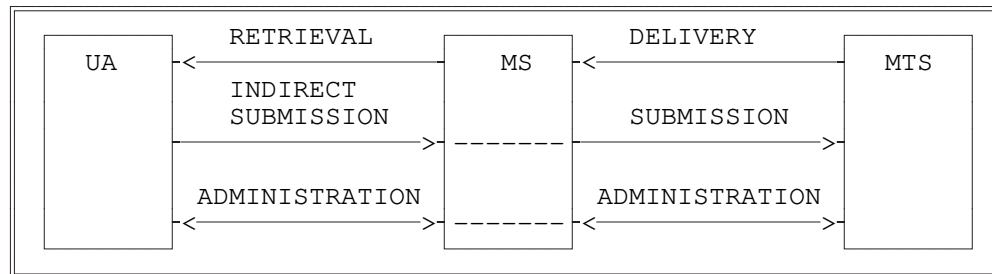 RETRIEVAL DELIVERY
UA MS MTS
INDIRECT
SUBMISSION SUBMISSION
ADMINISTRATION ADMINISTRATION